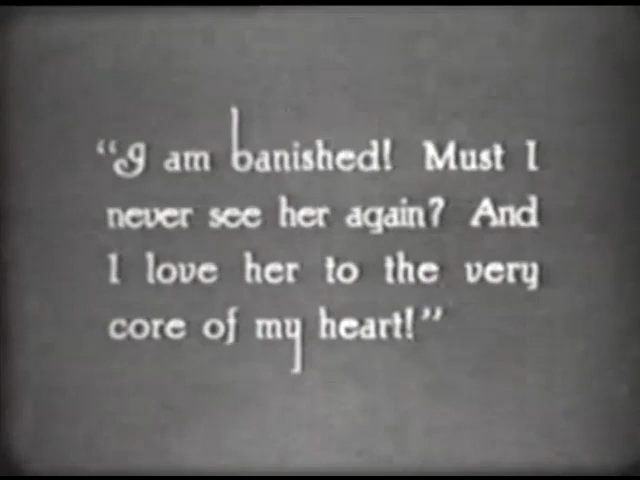 "I am banished! Must I
never see her again? And
I love her to the very
core of my heart!"